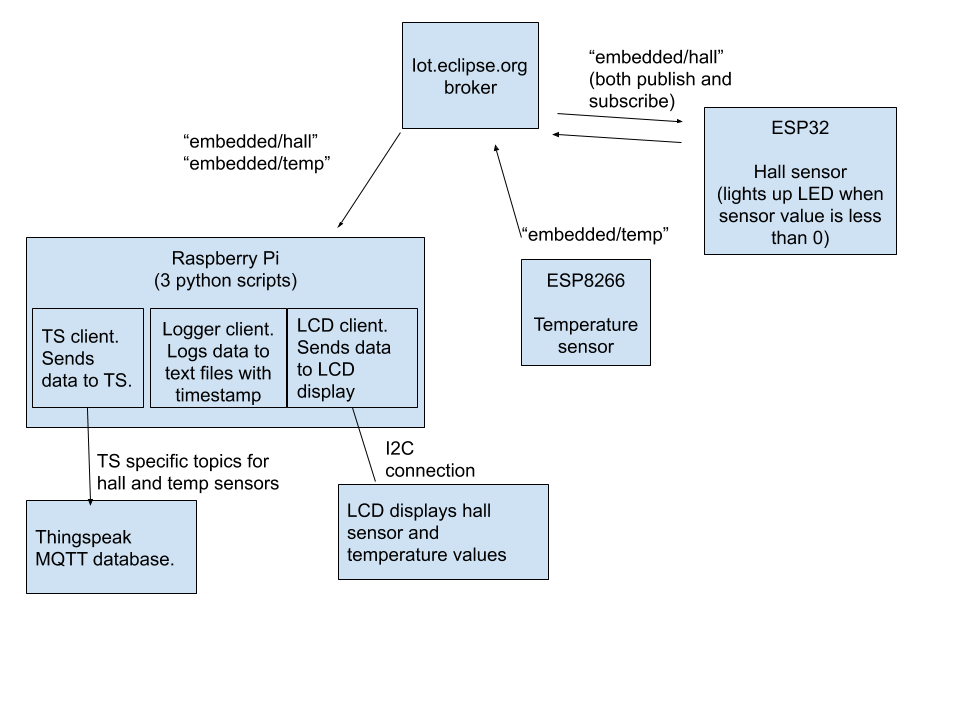 Iot.eclipse.org
broker
“embedded/hall”
(both publish and
subscribe)
ESP32
Hall sensor
(lights up LED when
sensor value is less
than 0)
“embedded/hall”
“embedded/temp”
“embedded/temp”
ESP8266
Temperature
sensor
Raspberry Pi
(3 python scripts)
TS client.
Sends
data to TS.
Logger client.
Logs data to
text files with
timestamp
LCD client.
Sends data
to LCD
display
TS specific topics for
hall and temp sensors
I2C
connection
Thingspeak
MQTT database.
LCD displays hall
sensor and
temperature values